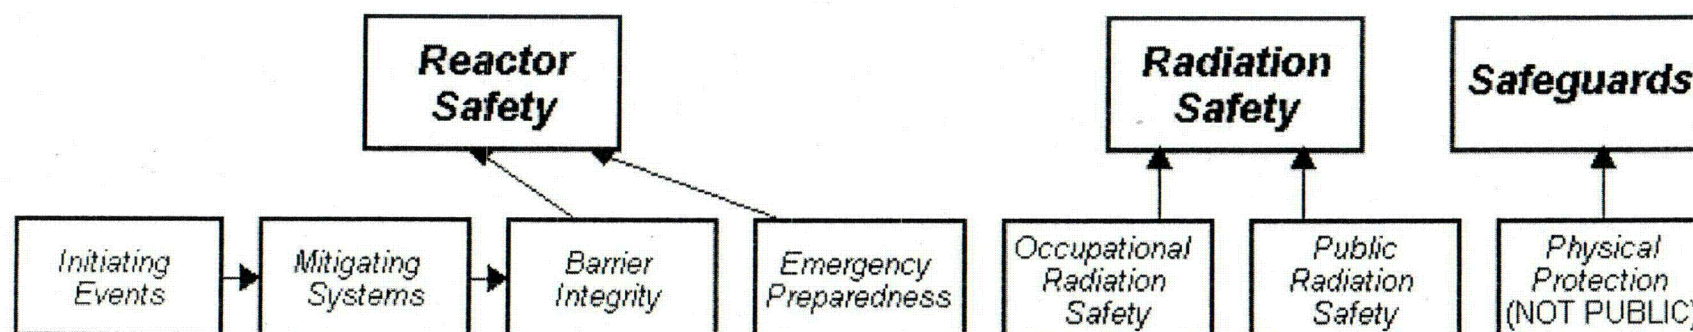 Reactor
Safety
Radiation
Safety
Safeguards
Initiating
Events
Mitigating
Systems
Barrier
Integrity
Emergency
Preparedness
Occupational
Radiation
Safety
Public
Radiation
Safety
Physical
Protection
(NOT PUBLIC)